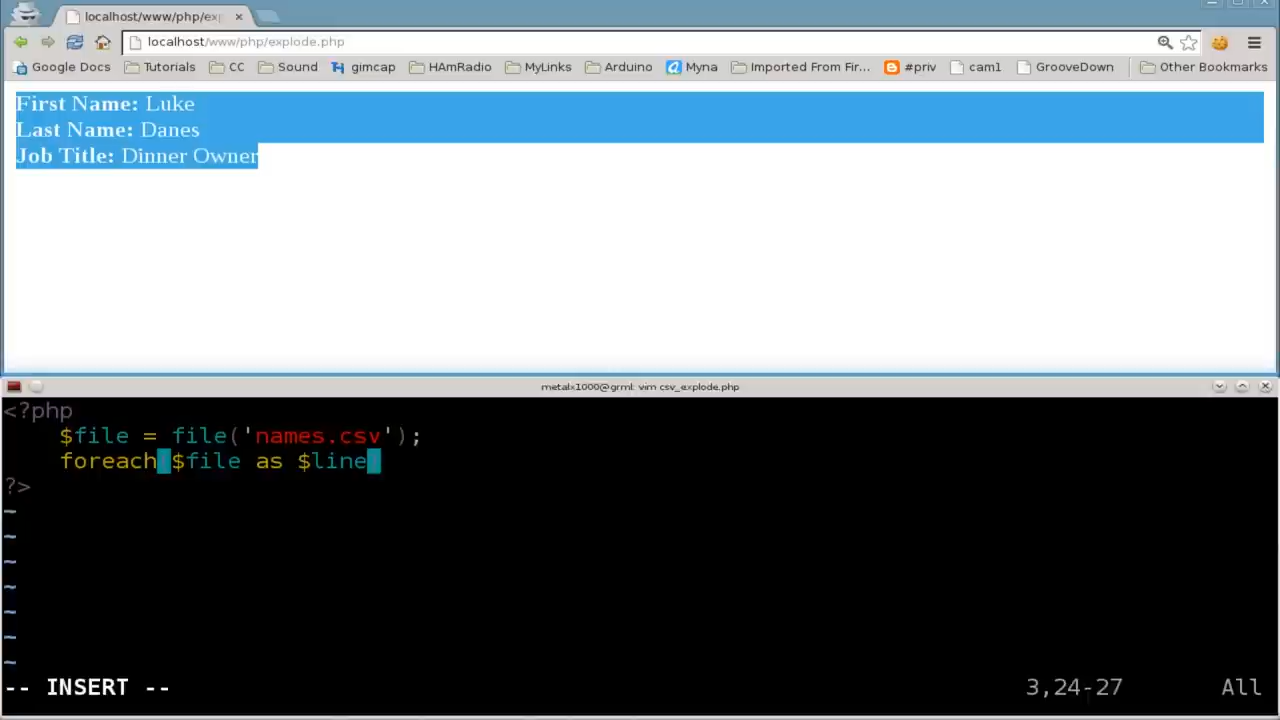 localhost/www/php/exp
localhost/www/php/explode.php
Google Docs Tutorials CC Sound gimcap HAmRadio MyLinks Arduino Myna Imported From Fir... #priv cam1 GrooveDown Other Bookmarks
First Name: Luke
Last Name: Danes
Job Title: Dinner Owner
metalx1000@grml: vim csv_explode.php
<?php
$file = file('names.csv');
foreach($file as $line)
?>
~
~
~
~
~
~
~
-- INSERT -- 3,24-27 All